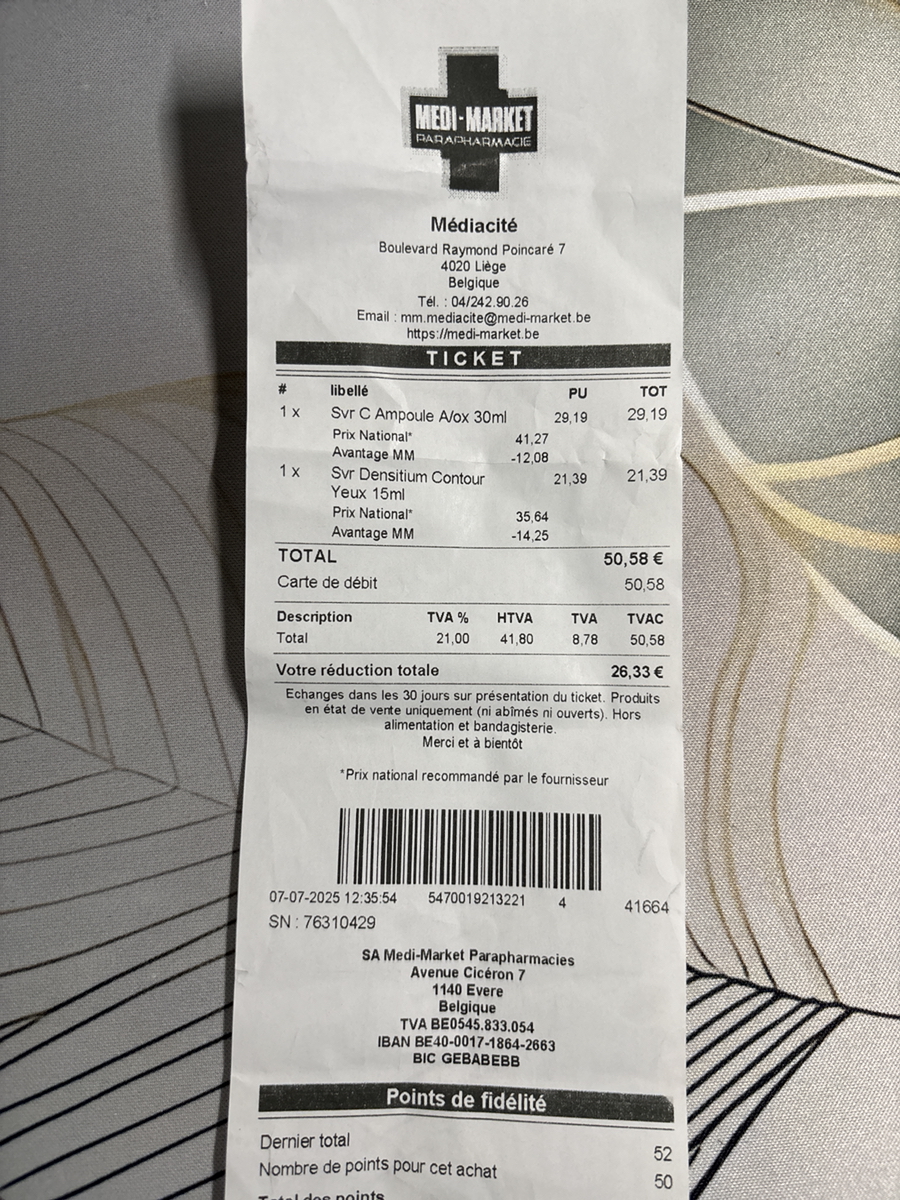 MEDI-MARKET
PARAPHARMACIE
Médiacité
Boulevard Raymond Poincaré 7
4020 Liège
Belgique
Tél. : 04/242.90.26
Email : mm.mediacite@medi-market.be
https://medi-market.be
TICKET
# libellé PU TOT
1 x Svr C Ampoule A/ox 30ml 29,19 29,19
Prix National* 41,27
Avantage MM -12,08
1 x Svr Densitium Contour 21,39 21,39
Yeux 15ml
Prix National* 35,64
Avantage MM -14,25
TOTAL 50,58 €
Carte de débit 50,58
Description TVA % HTVA TVA TVAC
Total 21,00 41,80 8,78 50,58
Votre réduction totale 26,33 €
Echanges dans les 30 jours sur présentation du ticket. Produits
en état de vente uniquement (ni abîmés ni ouverts). Hors
alimentation et bandagisterie.
Merci et à bientôt
*Prix national recommandé par le fournisseur
07-07-2025 12:35:54 5470019213221 4 41664
SN : 76310429
SA Medi-Market Parapharmacies
Avenue Cicéron 7
1140 Evere
Belgique
TVA BE0545.833.054
IBAN BE40-0017-1864-2663
BIC GEBABEBB
Points de fidélité
Dernier total 52
Nombre de points pour cet achat 50
Total des points